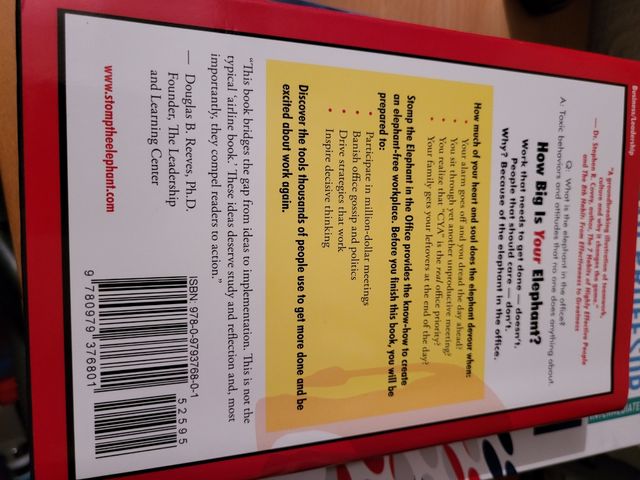 Business/Leadership
"A groundbreaking illustration of teamwork,
culture and why it changes the game."
— Dr. Stephen R. Covey, author, The 7 Habits of Highly Effective People
and The 8th Habit: From Effectiveness to Greatness
Q: What is the elephant in the office?
A: Toxic behaviors and attitudes that no one does anything about.
How Big Is Your Elephant?
Work that needs to get done — doesn't.
People that should care — don't.
Why? Because of the elephant in the office.
How much of your heart and soul does the elephant devour when:
• Your alarm goes off and you dread the day ahead?
• You sit through yet another unproductive meeting?
• You realize that "CYA" is the real office priority?
• Your family gets your leftovers at the end of the day?
Stomp the Elephant in the Office provides the know-how to create
an elephant-free workplace. Before you finish this book, you will be
prepared to:
• Participate in million-dollar meetings
• Banish office gossip and politics
• Drive strategies that work
• Inspire decisive thinking
Discover the tools thousands of people use to get more done and be
excited about work again.
"This book bridges the gap from ideas to implementation. This is not the
typical 'airline book.' These ideas deserve study and reflection and, most
importantly, they compel readers to action."
— Douglas B. Reeves, Ph.D.
Founder, The Leadership
and Learning Center
www.stomptheelephant.com
ISBN: 978-0-9793768-0-1
52595
9 780979 376801
INTERMEDIATE